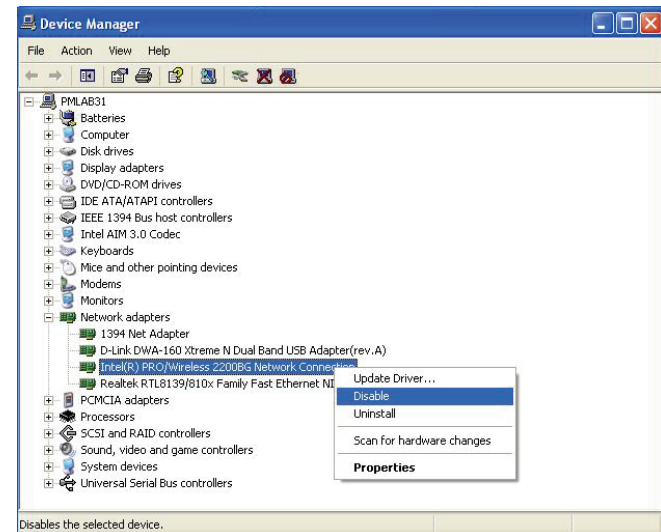 Device Manager
File Action View Help
PMLAB31
Batteries
Computer
Disk drives
Display adapters
DVD/CD-ROM drives
IDE ATA/ATAPI controllers
IEEE 1394 Bus host controllers
Intel AIM 3.0 Codec
Keyboards
Mice and other pointing devices
Modems
Monitors
Network adapters
1394 Net Adapter
D-Link DWA-160 Xtreme N Dual Band USB Adapter(rev.A)
Intel(R) PRO/Wireless 2200BG Network Connection
Realtek RTL8139/810x Family Fast Ethernet NI
PCMCIA adapters
Processors
SCSI and RAID controllers
Sound, video and game controllers
System devices
Universal Serial Bus controllers
Update Driver...
Disable
Uninstall
Scan for hardware changes
Properties
Disables the selected device.